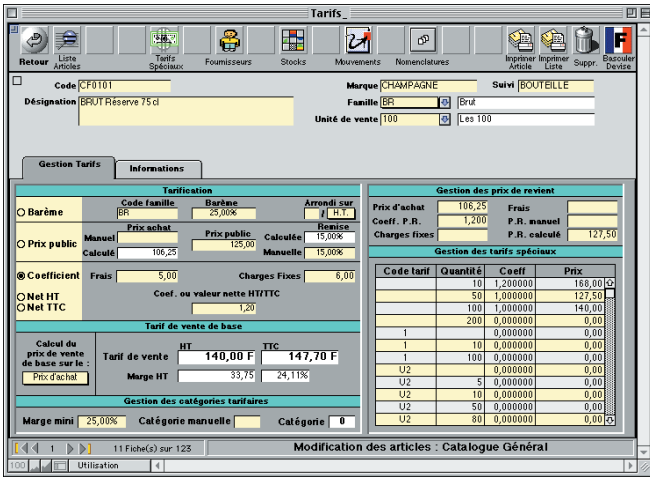 Tarifs_
Retour
Liste Articles
Tarifs Spéciaux
Fournisseurs
Stocks
Mouvements
Nomenclatures
Imprimer Article
Imprimer Liste
Suppr.
Basculer Devise
Code CF0101
Marque CHAMPAGNE Suivi BOUTEILLE
Désignation BRUT Réserve 75 cl
Famille BR Brut
Unité de vente 100 Les 100
Gestion Tarifs
Informations
Tarification
Code famille Barême Arrondi sur
Barème BR 25,00% / H.T.
Prix achat Prix public Remise
Prix public Manuel 125,00 Calculée 15,00%
Calculé 106,25 Manuelle 15,00%
Coefficient Frais 5,00 Charges Fixes 6,00
Net HT
Net TTC
Coef. ou valeur nette HT/TTC
1,20
Tarif de vente de base
Calcul du prix de vente de base sur le :
Prix d'achat
HT TTC
Tarif de vente 140,00 F 147,70 F
Marge HT 33,75 24,11%
Gestion des catégories tarifaires
Marge mini 25,00% Catégorie manuelle Catégorie 0
Gestion des prix de revient
Prix d'achat 106,25 Frais
Coeff. P.R. 1,200 P.R. manuel
Charges fixes P.R. calculé 127,50
Gestion des tarifs spéciaux
Code tarif Quantité Coeff Prix
10 1,200000 168,00
50 1,000000 127,50
100 1,000000 140,00
200 0,000000 0,00
1 0,000000 0,00
1 10 0,000000 0,00
1 100 0,000000 0,00
U2 0,000000 0,00
U2 5 0,000000 0,00
U2 10 0,000000 0,00
U2 50 0,000000 0,00
U2 80 0,000000 0,00
1 11 Fiche(s) sur 123 Modification des articles : Catalogue Général
100 Utilisation